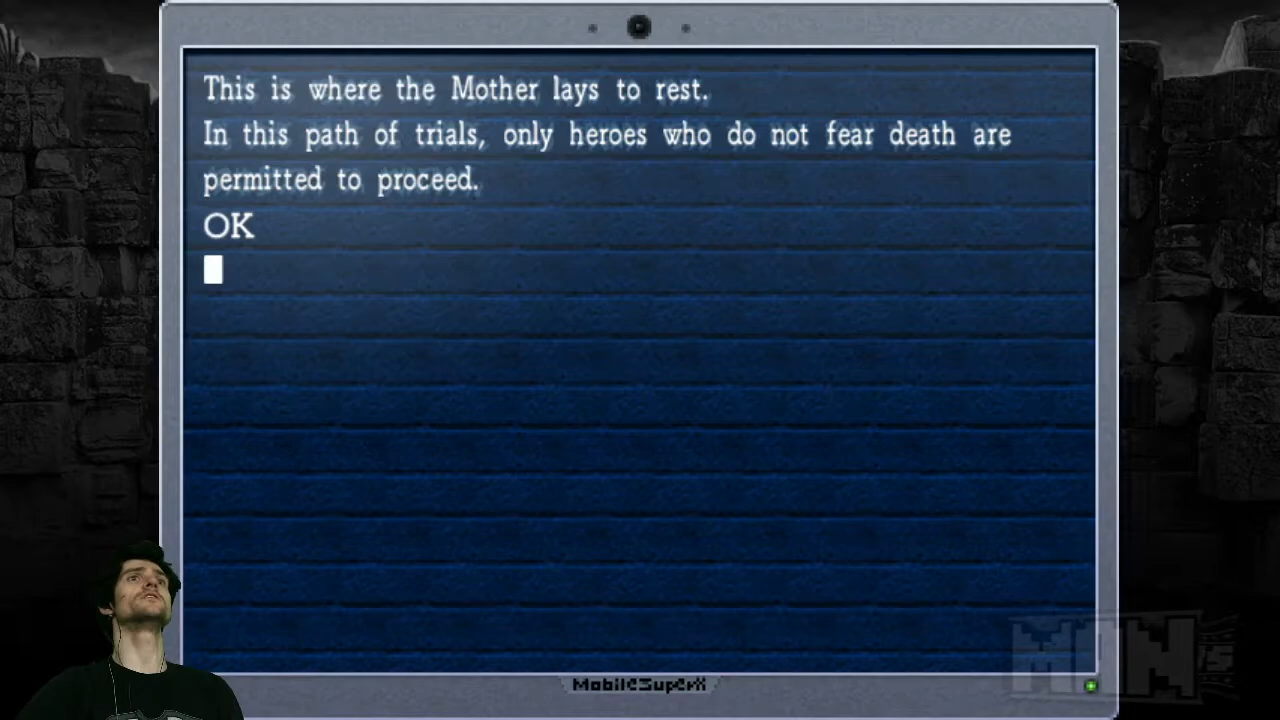 This is where the Mother lays to rest.
In this path of trials, only heroes who do not fear death are
permitted to proceed.
OK
MobileSuperX